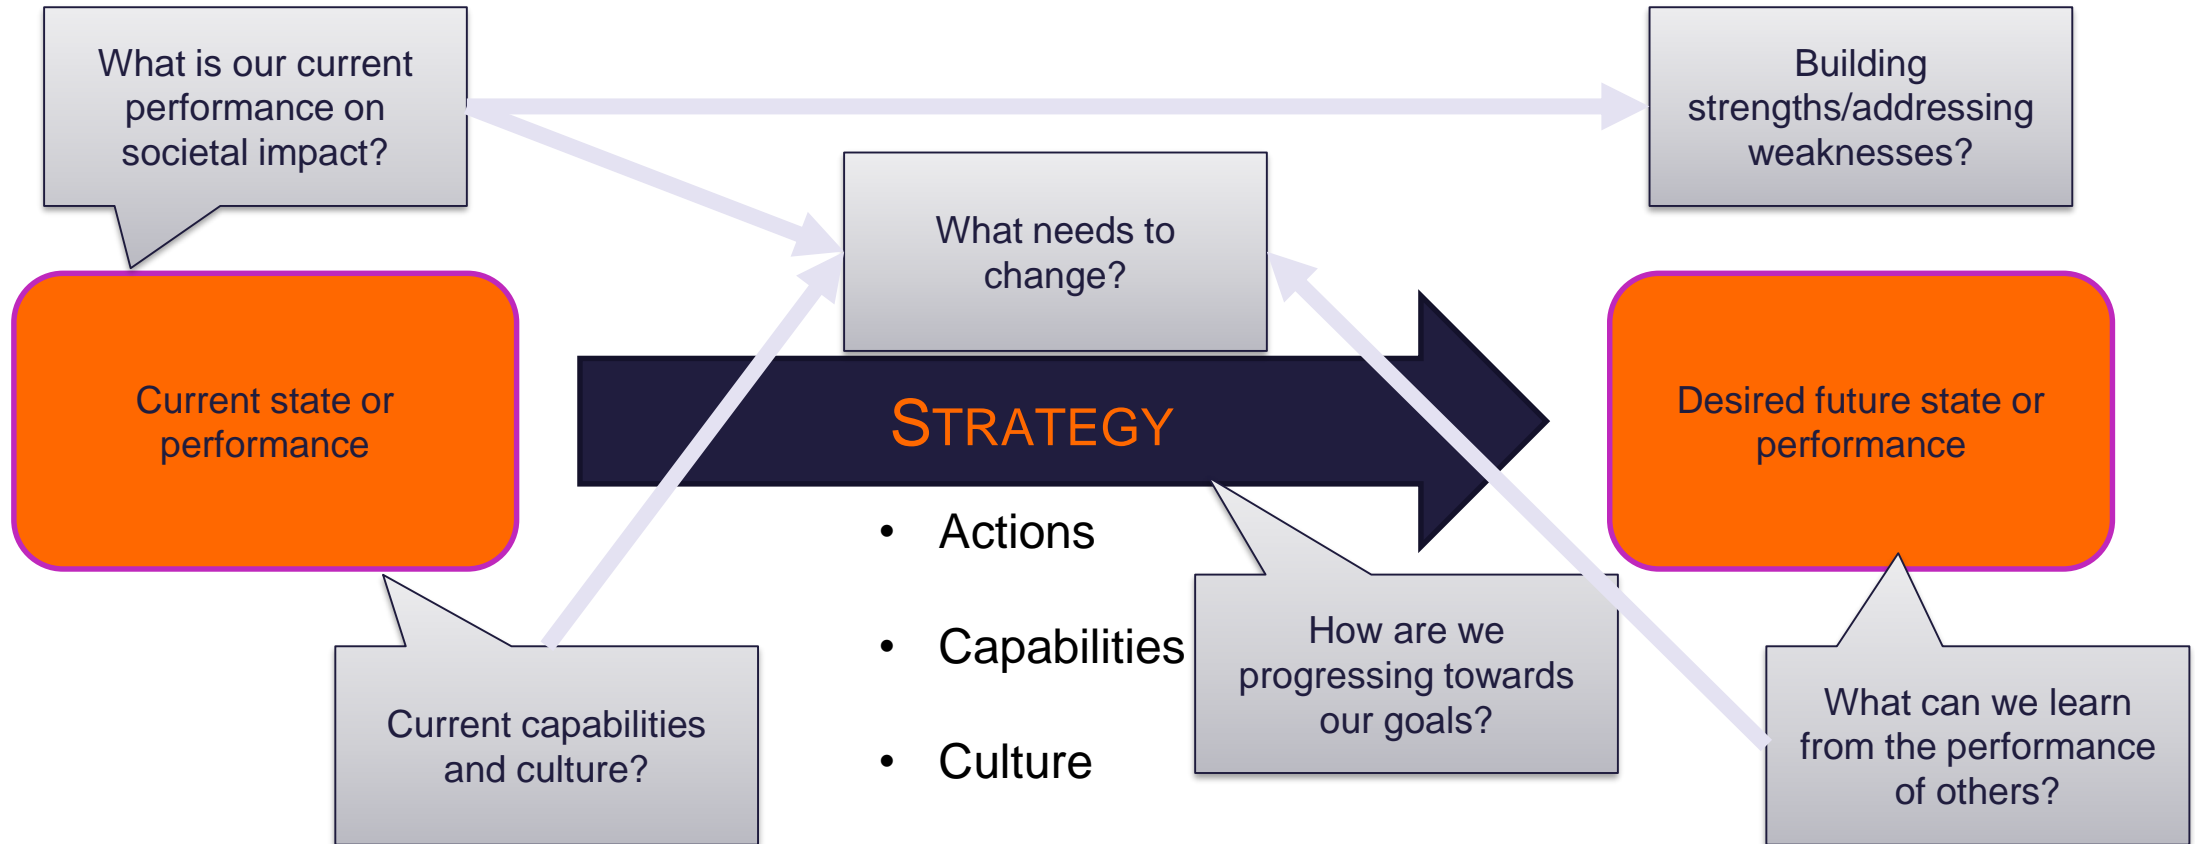 What is our current
performance on
societal impact?
Building
strengths/addressing
weaknesses?
What needs to
change?
Current state or
performance
STRATEGY
Desired future state or
performance
• Actions
• Capabilities
• Culture
How are we
progressing towards
our goals?
Current capabilities
and culture?
What can we learn
from the performance
of others?